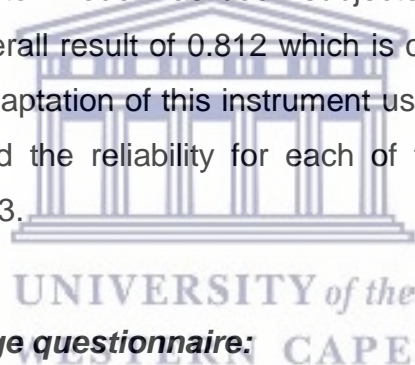 erall result of 0.812 which is
aptation of this instrument us
d the reliability for each of
3.
UNIVERSITY of the
ge questionnaire:
WESTERN CAPE